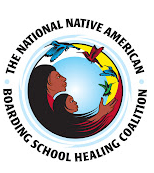 THE NATIONAL NATIVE AMERICAN
BOARDING SCHOOL HEALING COALITION